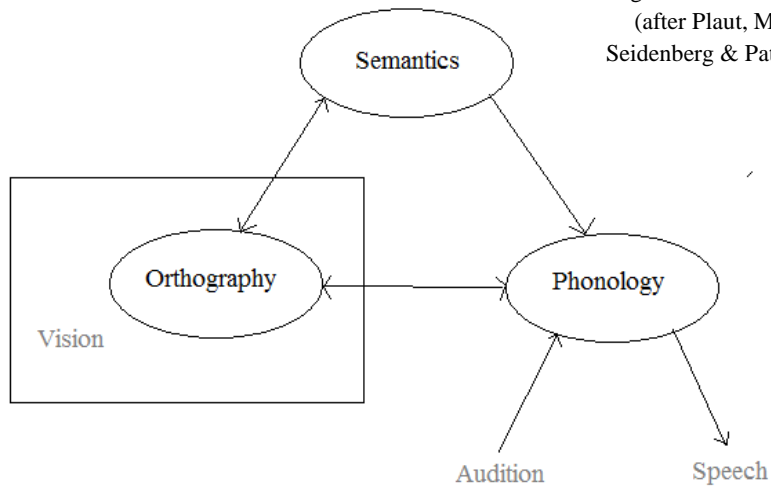 (after Plaut, M
Seidenberg & Pat
Semantics
Orthography
Phonology
Vision
Audition
Speech